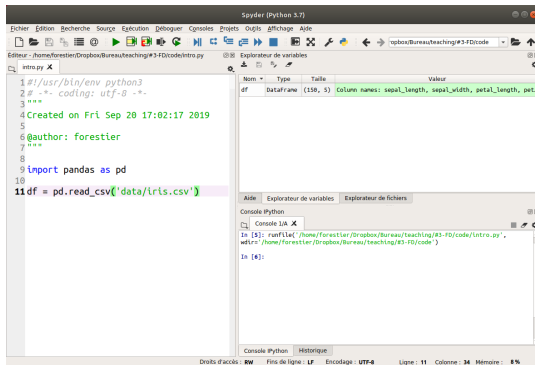 Spyder (Python 3.7)
Fichier Édition Recherche Source Exécution Déboguer Consoles Projets Outils Affichage Aide
opbox/Bureau/teaching/#3-FD/code
Éditeur - /home/forestier/Dropbox/Bureau/teaching/#3-FD/code/intro.py
intro.py
1 #!/usr/bin/env python3
2 # -*- coding: utf-8 -*-
3 """
4 Created on Fri Sep 20 17:02:17 2019
5
6 @author: forestier
7 """
8
9 import pandas as pd
10
11 df = pd.read_csv('data/iris.csv')
Explorateur de variables
Nom Type Taille Valeur
df DataFrame (150, 5) Column names: sepal_length, sepal_width, petal_length, pet
Aide Explorateur de variables Explorateur de fichiers
Console IPython
Console 1/A
In [5]: runfile('/home/forestier/Dropbox/Bureau/teaching/#3-FD/code/intro.py',
wdir='/home/forestier/Dropbox/Bureau/teaching/#3-FD/code')
In [6]:
Console IPython Historique
Droits d'accès : RW Fins de ligne : LF Encodage : UTF-8 Ligne : 11 Colonne : 34 Mémoire : 8 %